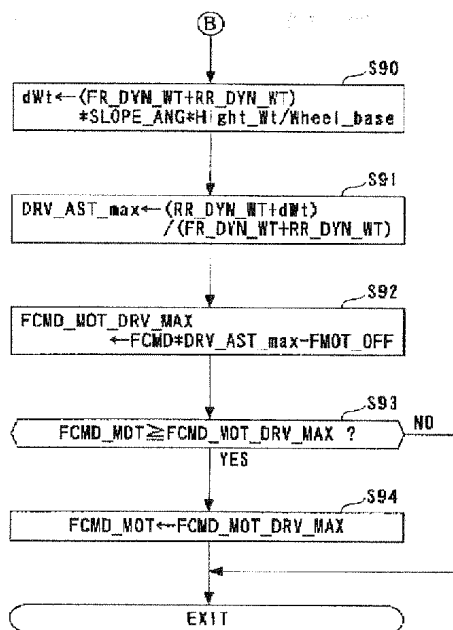 B
S90
dWt←(FR_DYN_WT+RR_DYN_WT)
*SLOPE_ANG*Hight_Wt/Wheel_base
S91
DRV_AST_max←(RR_DYN_WT+dWt)
/(FR_DYN_WT+RR_DYN_WT)
S92
FCMD_MOT_DRV_MAX
←FCMD*DRV_AST_max-FMOT_OFF
S93
FCMD_MOT≧FCMD_MOT_DRV_MAX ?
NO
YES
S94
FCMD_MOT←FCMD_MOT_DRV_MAX
EXIT